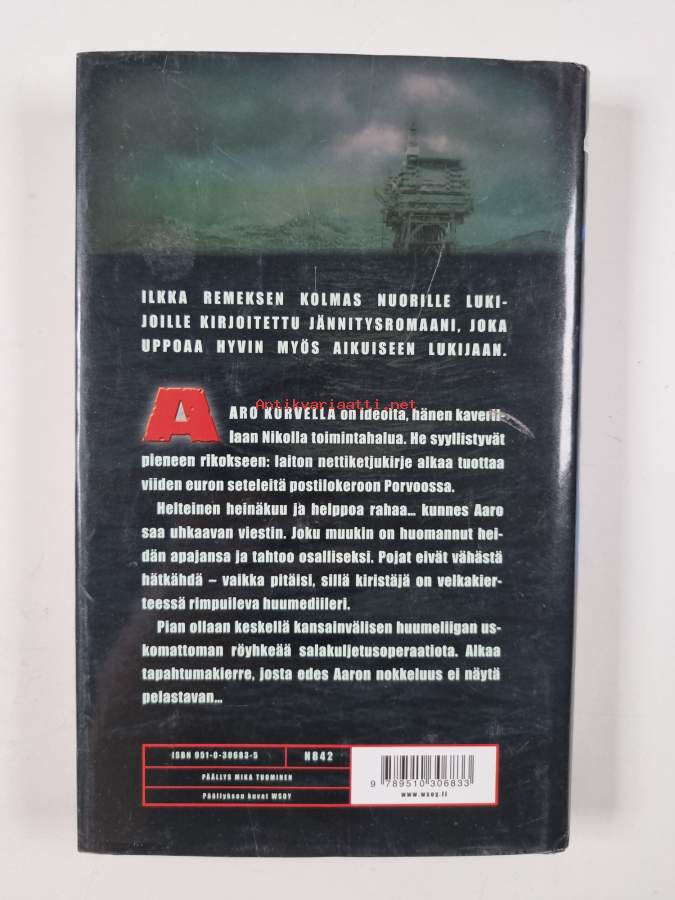 ILKKA REMEKSEN KOLMAS NUORILLE LUKI-
JOILLE KIRJOITETTU JÄNNITYSROMAANI, JOKA
UPPOAA HYVIN MYÖS AIKUISEEN LUKIJAAN.
Antikvariaatti.net
AARO KORVELLA on ideoita, hänen kaveril-
laan Nikolla toimintahalua. He syyllistyvät
pieneen rikokseen: laiton nettiketjukirje alkaa tuottaa
viiden euron seteleitä postilokeroon Porvoossa.
Helteinen heinäkuu ja helppoa rahaa... kunnes Aaro
saa uhkaavan viestin. Joku muukin on huomannut hei-
dän apajansa ja tahtoo osalliseksi. Pojat eivät vähästä
hätkähdä – vaikka pitäisi, sillä kiristäjä on velkakier-
teessä rimpuileva huumediileri.
Pian ollaan keskellä kansainvälisen huumeliigan us-
komattoman röyhkeää salakuljetusoperaatiota. Alkaa
tapahtumakierre, josta edes Aaron nokkeluus ei näytä
pelastavan...
ISBN 951-0-30683-5
N842
PÄÄLLYS MIKA TUOMINEN
Päällyksen kuvat WSOY
9 789510 306833
www.wsoy.fi